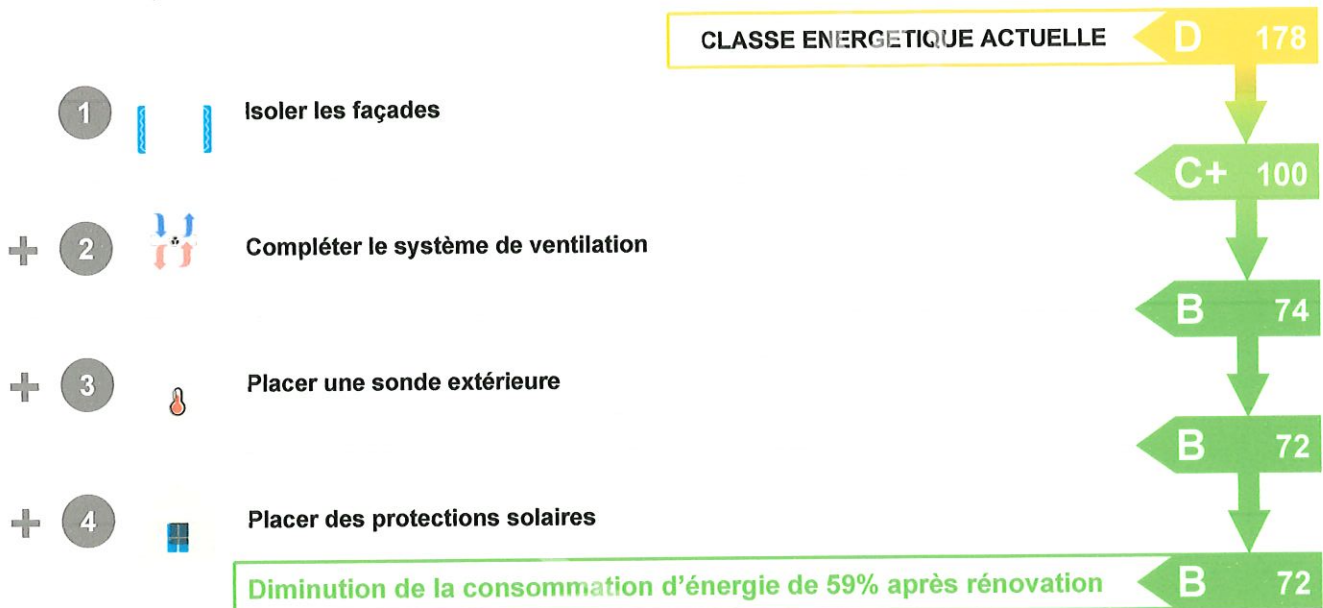 CLASSE ENERGETIQUE ACTUELLE D 178
1 Isoler les façades
C+ 100
+ 2 Compléter le système de ventilation
B 74
+ 3 Placer une sonde extérieure
B 72
+ 4 Placer des protections solaires
Diminution de la consommation d'énergie de 59% après rénovation B 72